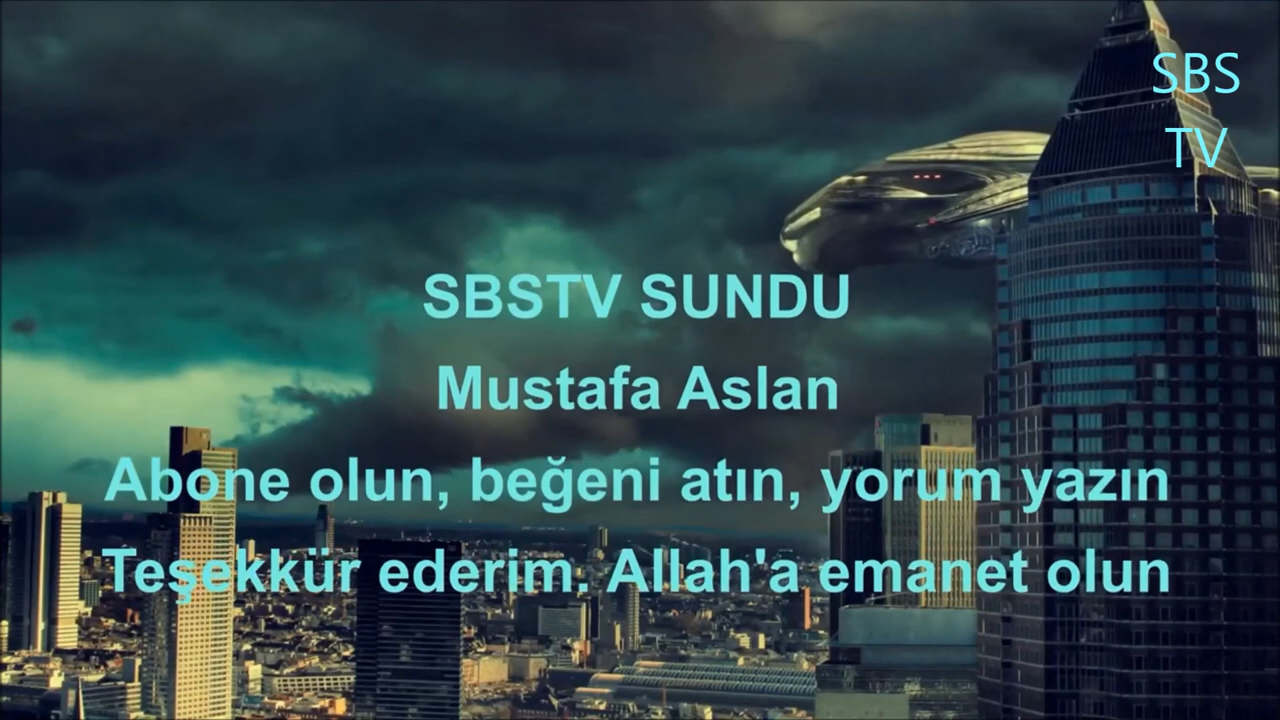 SBS
TV
SBSTV SUNDU
Mustafa Aslan
Abone olun, beğeni atın, yorum yazın
Teşekkür ederim. Allah'a emanet olun